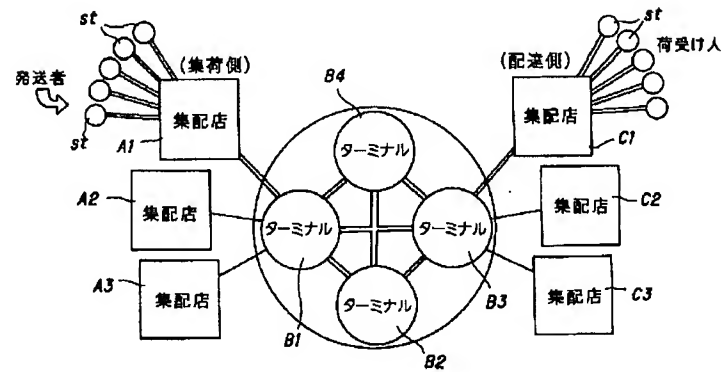 st
st
(集荷側)
(配達側)
荷受け人
発送者
B4
集配店
集配店
st
A1
ターミナル
C1
A2
C2
集配店
ターミナル
ターミナル
集配店
A3
集配店
ターミナル
集配店
C3
B1
B3
B2